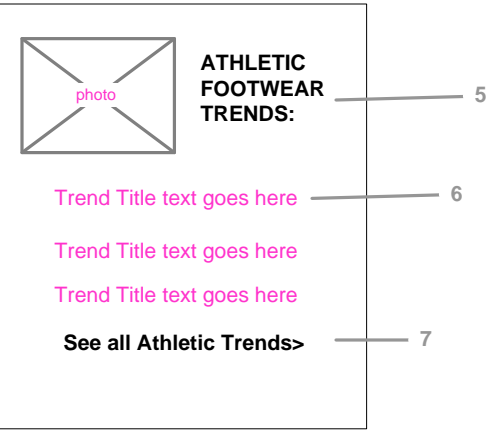 photo
ATHLETIC
FOOTWEAR
TRENDS:
5
Trend Title text goes here
6
Trend Title text goes here
Trend Title text goes here
See all Athletic Trends>
7